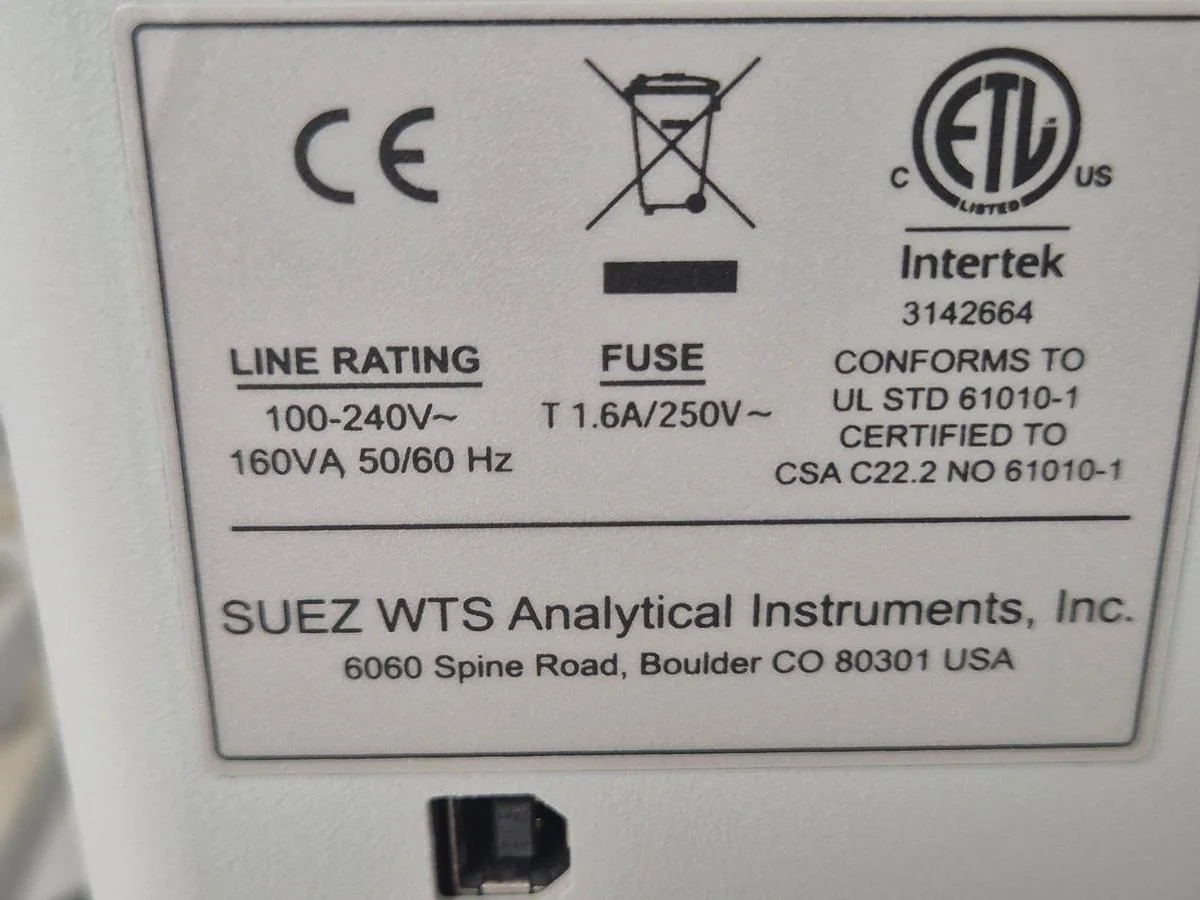 CE
ETL
LISTED
C US
Intertek
3142664
LINE RATING
100-240V~
160VA, 50/60 Hz
FUSE
T 1.6A/250V~
CONFORMS TO
UL STD 61010-1
CERTIFIED TO
CSA C22.2 NO 61010-1
SUEZ WTS Analytical Instruments, Inc.
6060 Spine Road, Boulder CO 80301 USA